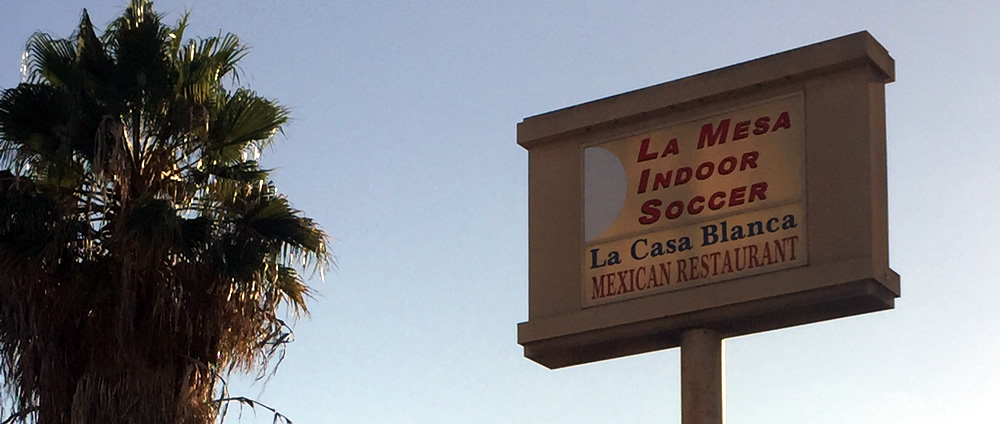 La Mesa
Indoor
Soccer
La Casa Blanca
MEXICAN RESTAURANT